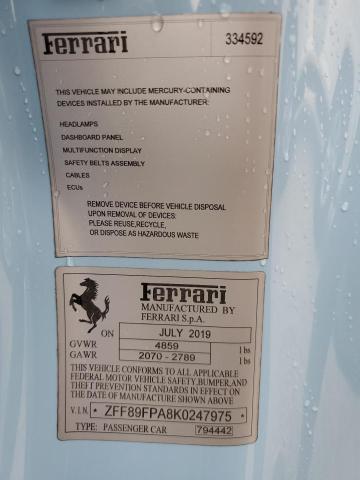 Ferrari 334592
THIS VEHICLE MAY INCLUDE MERCURY-CONTAINING
DEVICES INSTALLED BY THE MANUFACTURER:
HEADLAMPS
DASHBOARD PANEL
MULTIFUNCTION DISPLAY
SAFETY BELTS ASSEMBLY
CABLES
ECUs
REMOVE DEVICE BEFORE VEHICLE DISPOSAL
UPON REMOVAL OF DEVICES:
PLEASE REUSE,RECYCLE,
OR DISPOSE AS HAZARDOUS WASTE
Ferrari
MANUFACTURED BY
FERRARI S.p.A.
ON JULY 2019
GVWR 4859 lbs
GAWR 2070 - 2789 lbs
THIS VEHICLE CONFORMS TO ALL APPLICABLE
FEDERAL MOTOR VEHICLE SAFETY,BUMPER,AND
THEFT PREVENTION STANDARDS IN EFFECT ON
THE DATE OF MANUFACTURE SHOWN ABOVE
V.I.N. * ZFF89FPA8K0247975 *
TYPE: PASSENGER CAR 794442